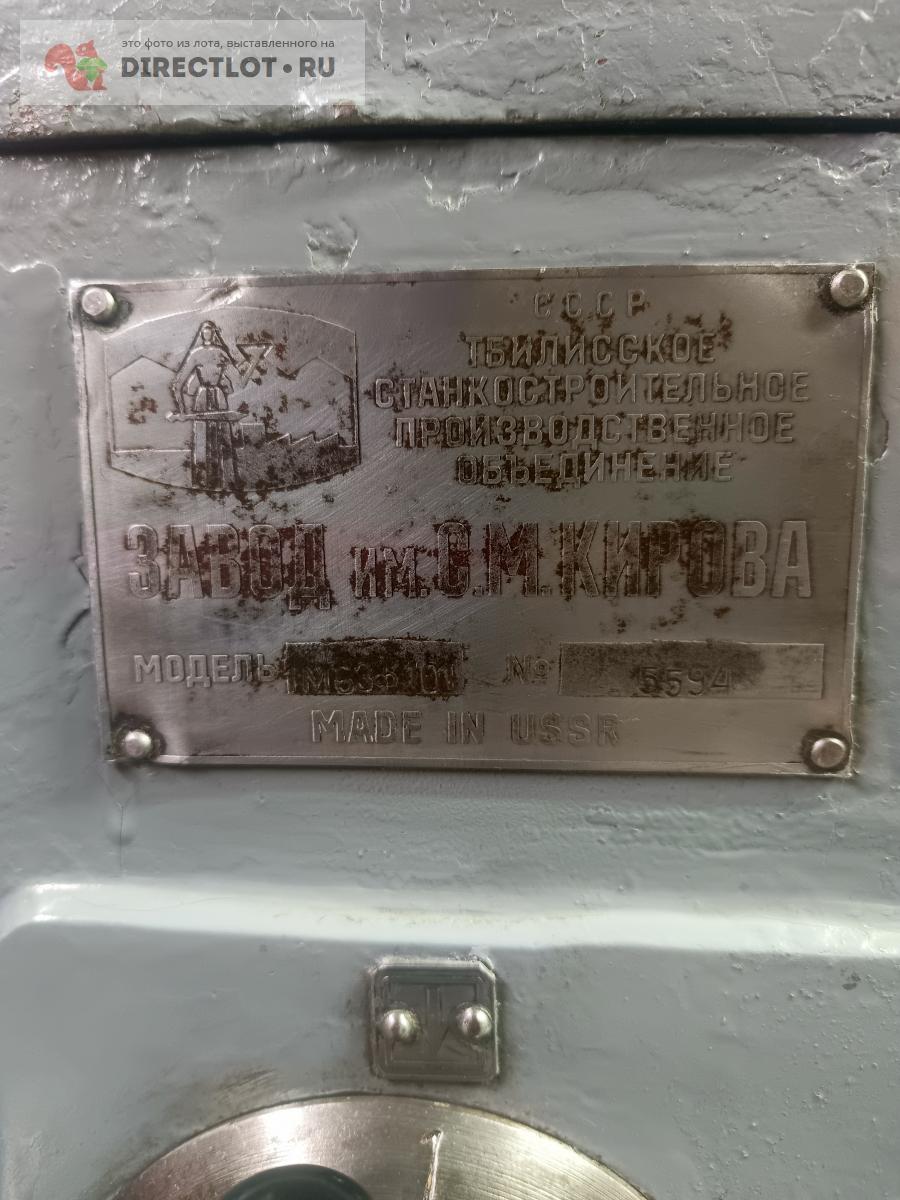 это фото из лота, выставленного на
DIRECTLOT.RU
СССР
ТБИЛИССКОЕ
СТАНКОСТРОИТЕЛЬНОЕ
ПРОИЗВОДСТВЕННОЕ
ОБЪЕДИНЕНИЕ
ЗАВОД ИМ. С.М. КИРОВА
МОДЕЛЬ № 5594
MADE IN USSR